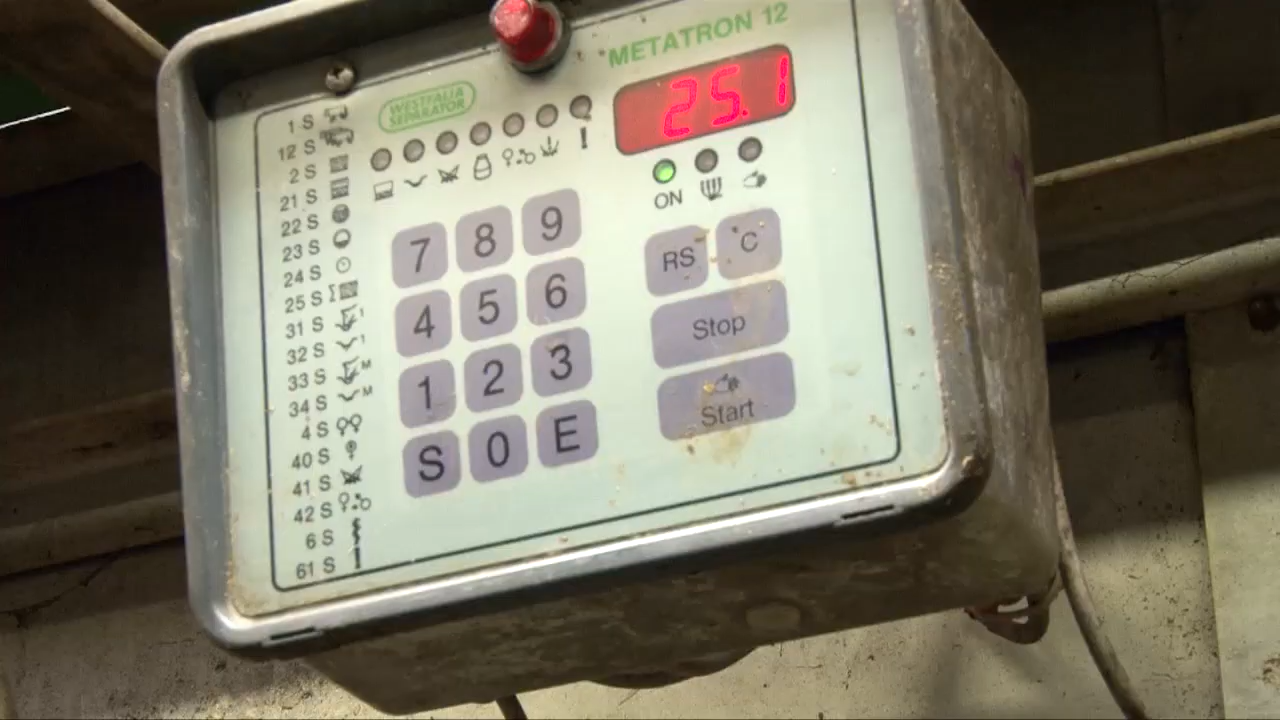 METATRON 12
WESTFALIA
SEPARATOR
25.1
ON
1 S
12 S
2 S
21 S
22 S
23 S
24 S
25 S
31 S
32 S
33 S
34 S
4 S
40 S
41 S
42 S
6 S
61 S
1
1
M
M
!
7 8 9
4 5 6
1 2 3
S 0 E
RS C
Stop
Start